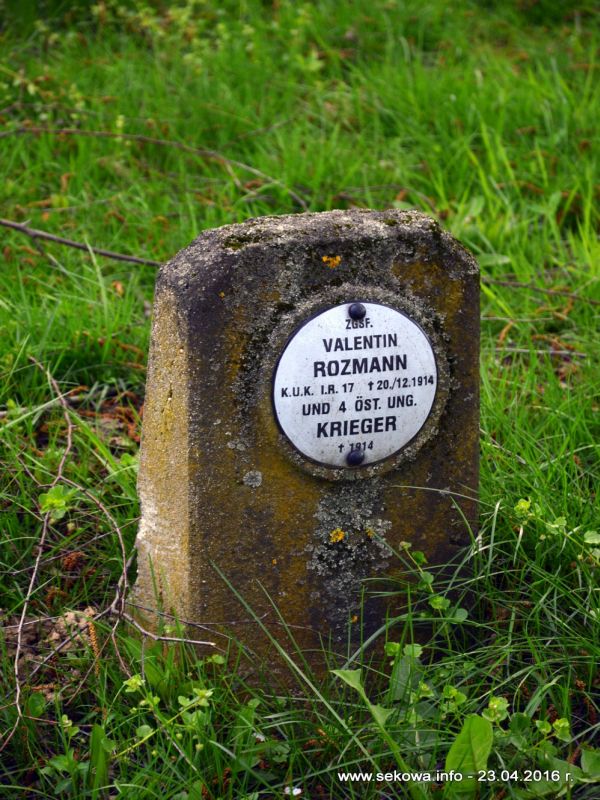 ZGSF.
VALENTIN
ROZMANN
K.U.K. I.R. 17 †20./12.1914
UND 4 ÖST. UNG.
KRIEGER
† 1914
www.sekowa.info - 23.04.2016 r.